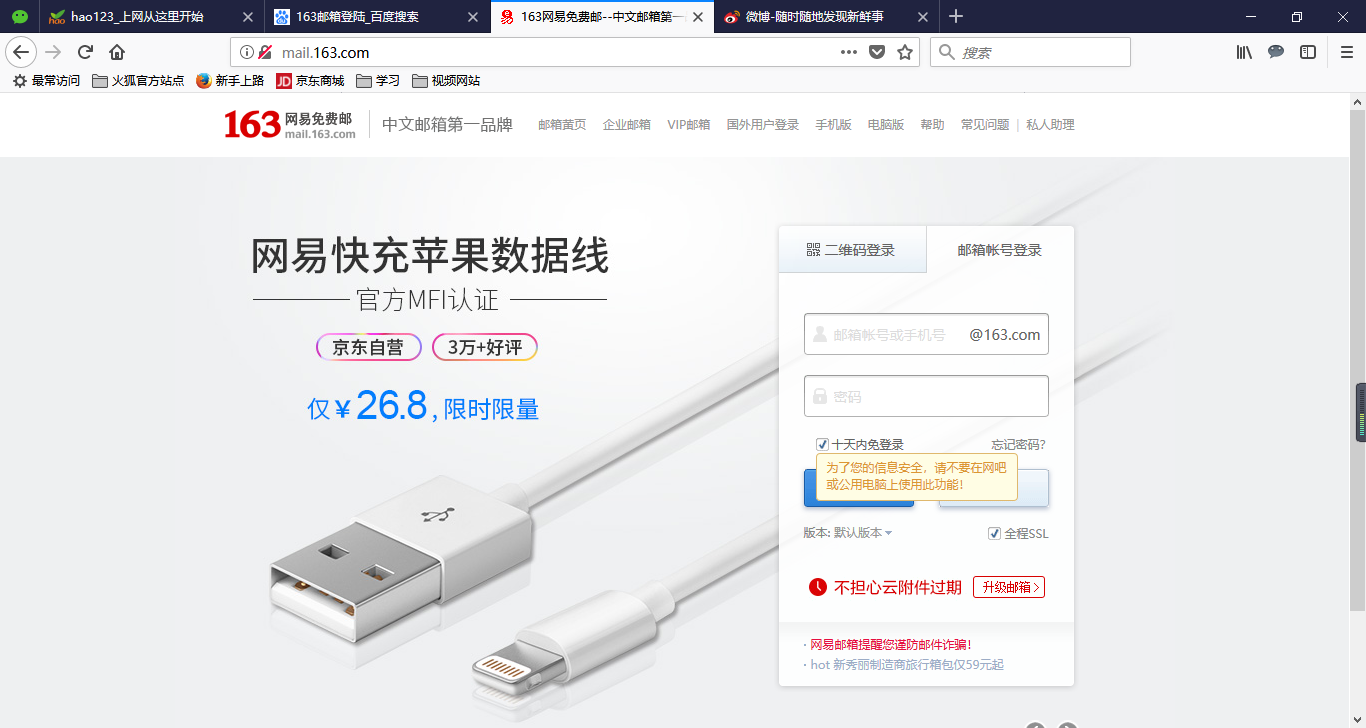 hao123_上网从这里开始
163邮箱登陆_百度搜索
163网易免费邮--中文邮箱第一
微博-随时随地发现新鲜事
mail.163.com
搜索
最常访问
火狐官方站点
新手上路
JD 京东商城
学习
视频网站
163 网易免费邮
mail.163.com
中文邮箱第一品牌
邮箱黄页
企业邮箱
VIP邮箱
国外用户登录
手机版
电脑版
帮助
常见问题
私人助理
网易快充苹果数据线
官方MFI认证
京东自营
3万+好评
仅¥26.8,限时限量
二维码登录
邮箱帐号登录
邮箱帐号或手机号 @163.com
密码
十天内免登录
忘记密码?
为了您的信息安全，请不要在网吧
或公用电脑上使用此功能！
版本: 默认版本
全程SSL
不担心云附件过期
升级邮箱>
· 网易邮箱提醒您谨防邮件诈骗！
· hot 新秀丽制造商旅行箱包仅59元起